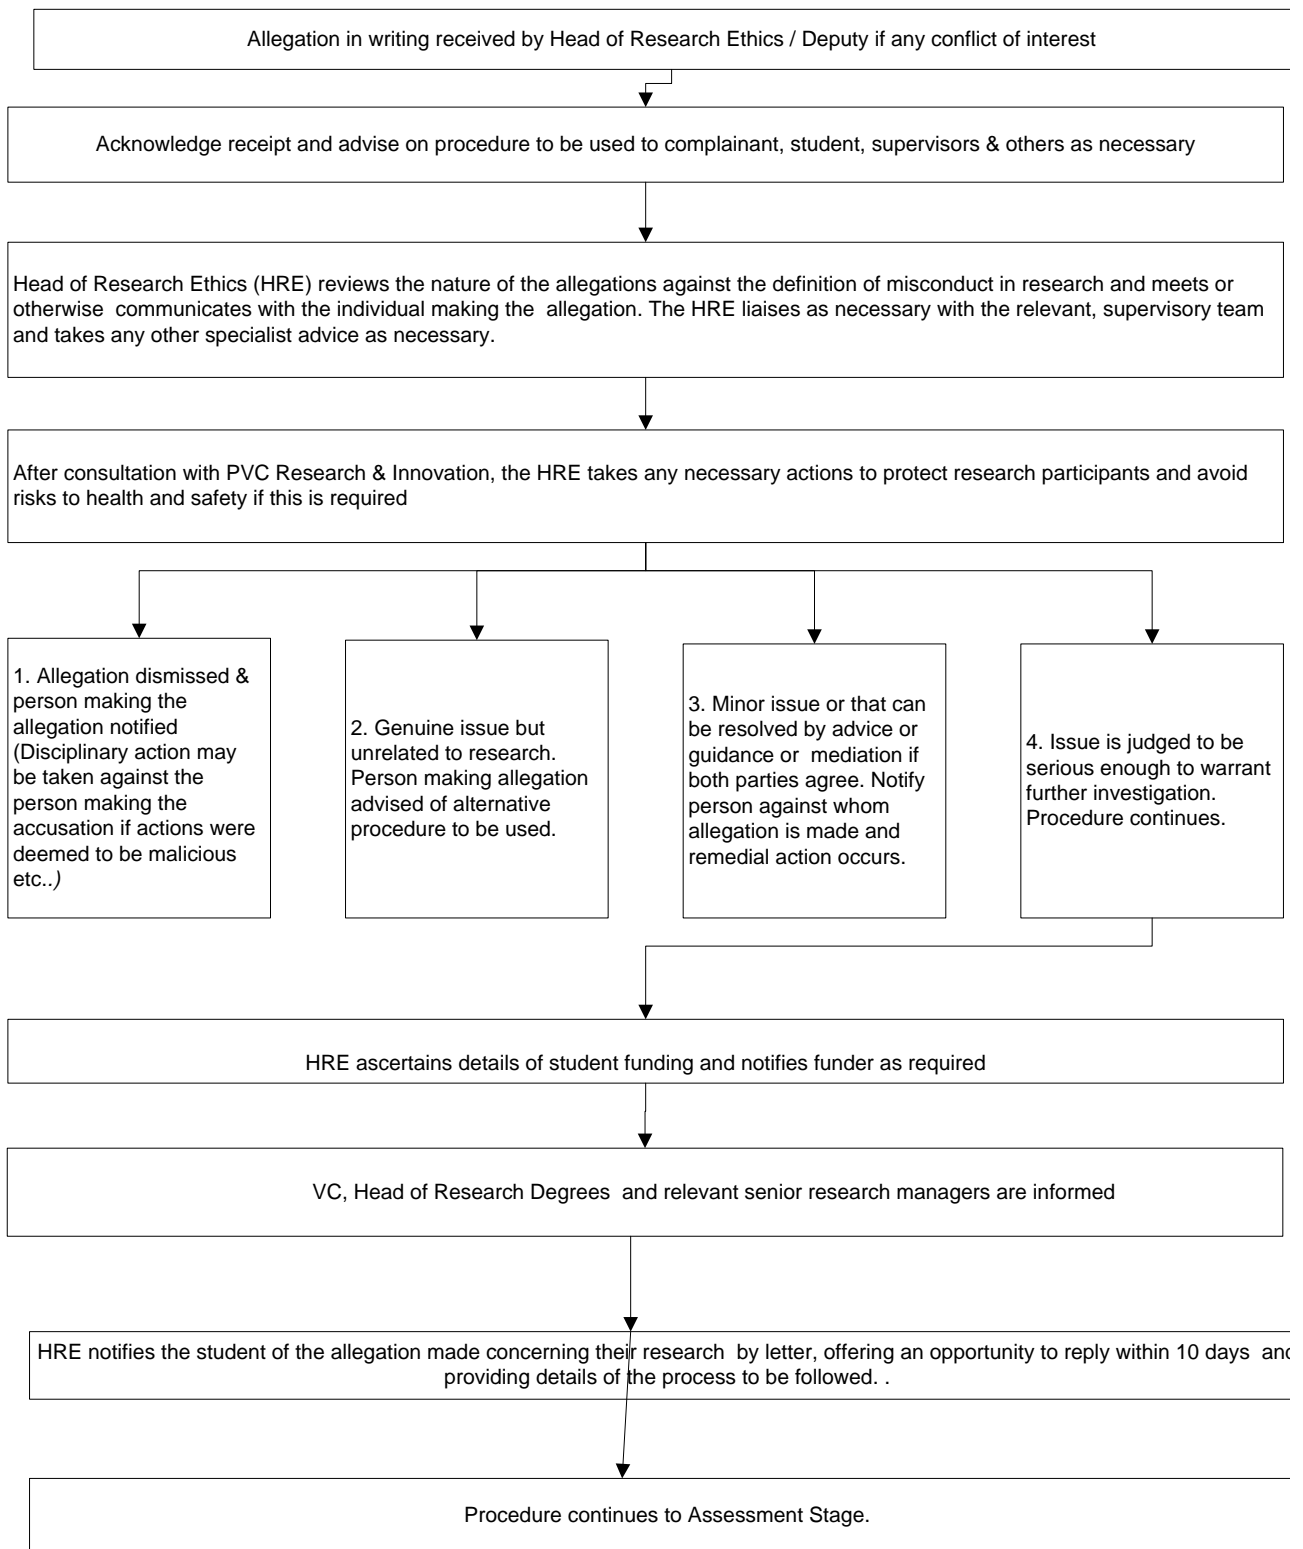 Allegation in writing received by Head of Research Ethics / Deputy if any conflict of interest
Acknowledge receipt and advise on procedure to be used to complainant, student, supervisors & others as necessary
Head of Research Ethics (HRE) reviews the nature of the allegations against the definition of misconduct in research and meets or
otherwise communicates with the individual making the allegation. The HRE liaises as necessary with the relevant, supervisory team
and takes any other specialist advice as necessary.
After consultation with PVC Research & Innovation, the HRE takes any necessary actions to protect research participants and avoid
risks to health and safety if this is required
1. Allegation dismissed &
person making the
allegation notified
(Disciplinary action may
be taken against the
person making the
accusation if actions were
deemed to be malicious
etc..)
2. Genuine issue but
unrelated to research.
Person making allegation
advised of alternative
procedure to be used.
3. Minor issue or that can
be resolved by advice or
guidance or mediation if
both parties agree. Notify
person against whom
allegation is made and
remedial action occurs.
4. Issue is judged to be
serious enough to warrant
further investigation.
Procedure continues.
HRE ascertains details of student funding and notifies funder as required
VC, Head of Research Degrees and relevant senior research managers are informed
HRE notifies the student of the allegation made concerning their research by letter, offering an opportunity to reply within 10 days and
providing details of the process to be followed. .
Procedure continues to Assessment Stage.